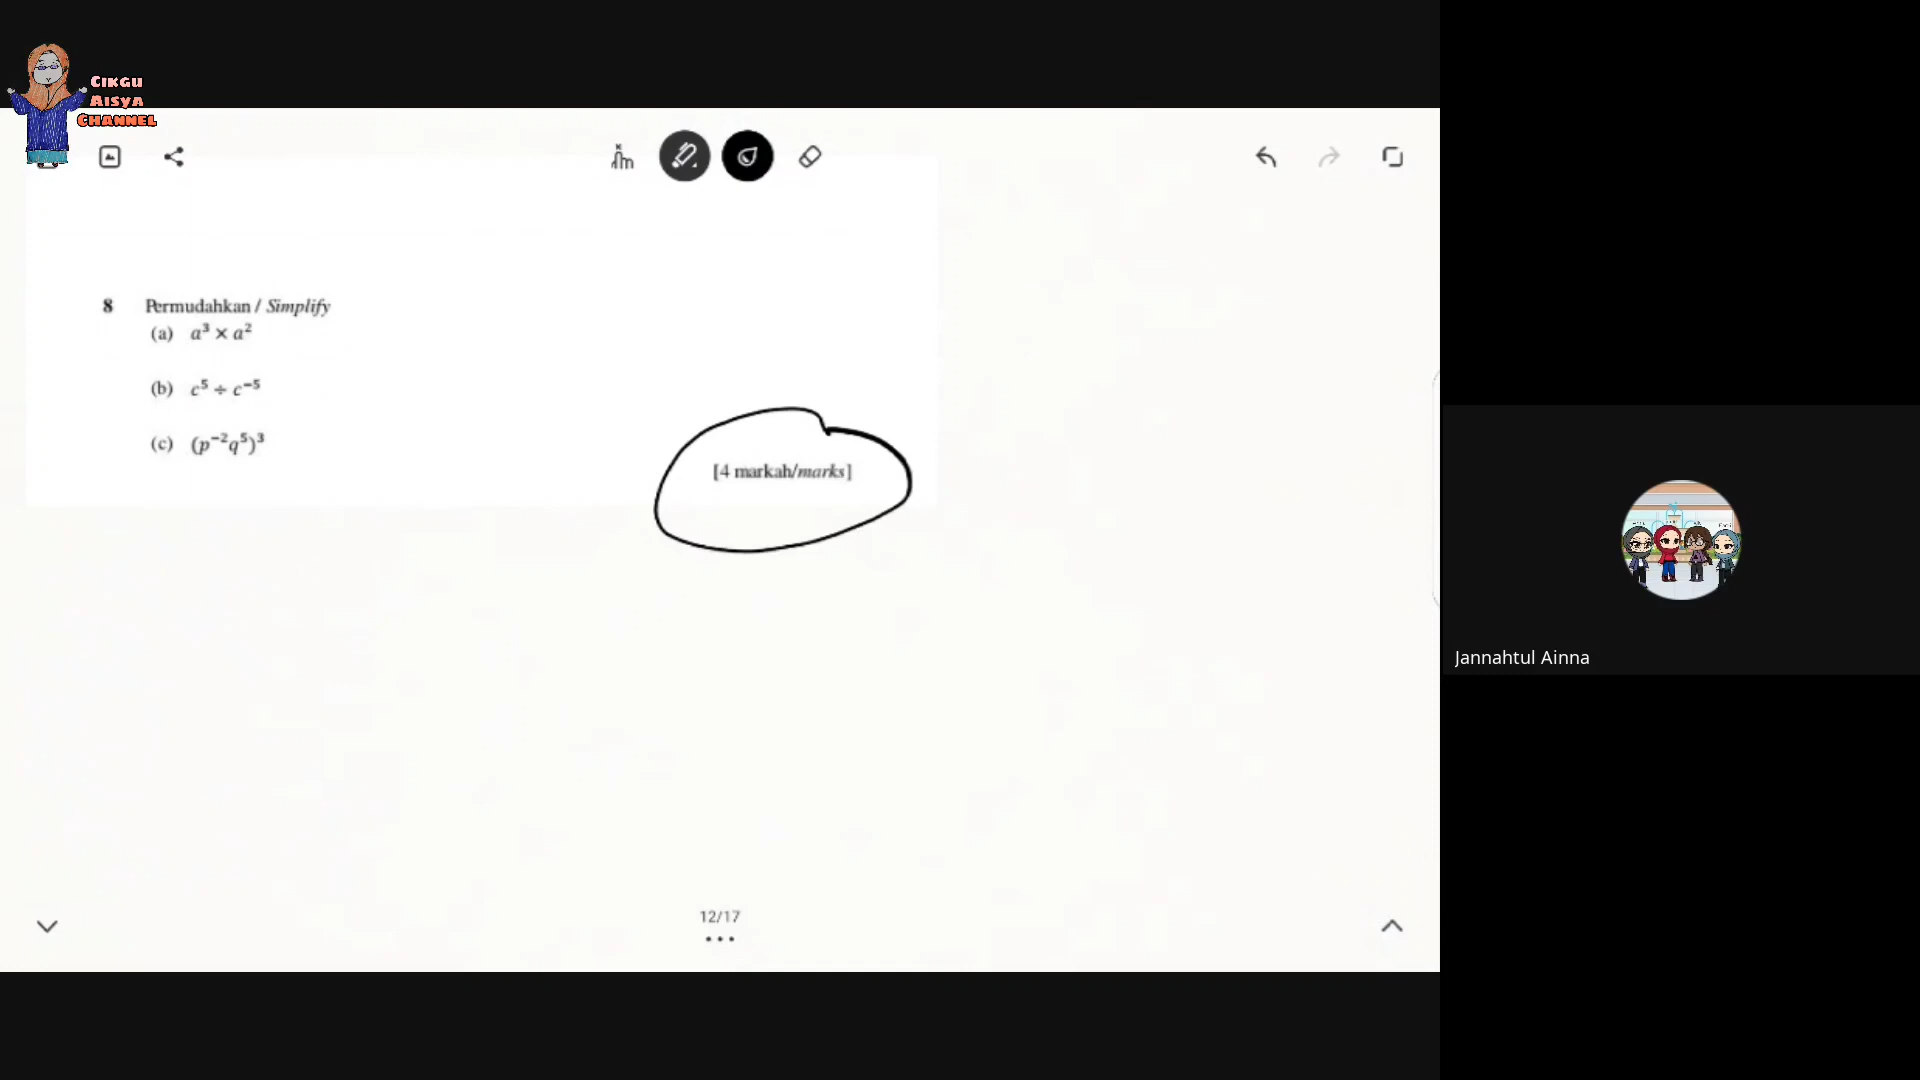 CIKGU
AISYA
CHANNEL
8 Permudahkan / Simplify
(a) a³ × a²
(b) c⁵ ÷ c⁻⁵
(c) (p⁻²q⁵)³
[4 markah/marks]
12/17
Jannahtul Ainna